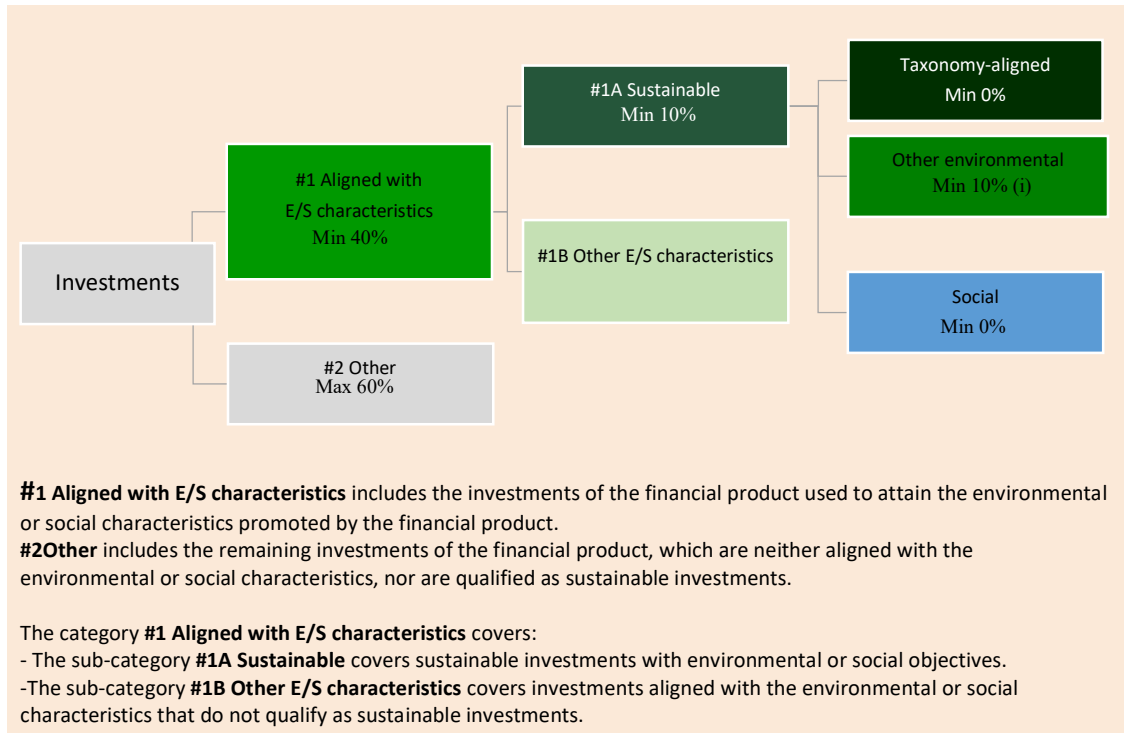 Investments
#1 Aligned with
E/S characteristics
Min 40%
#2 Other
Max 60%
#1A Sustainable
Min 10%
#1B Other E/S characteristics
Taxonomy-aligned
Min 0%
Other environmental
Min 10% (i)
Social
Min 0%
#1 Aligned with E/S characteristics includes the investments of the financial product used to attain the environmental
or social characteristics promoted by the financial product.
#2Other includes the remaining investments of the financial product, which are neither aligned with the
environmental or social characteristics, nor are qualified as sustainable investments.
The category #1 Aligned with E/S characteristics covers:
- The sub-category #1A Sustainable covers sustainable investments with environmental or social objectives.
-The sub-category #1B Other E/S characteristics covers investments aligned with the environmental or social
characteristics that do not qualify as sustainable investments.